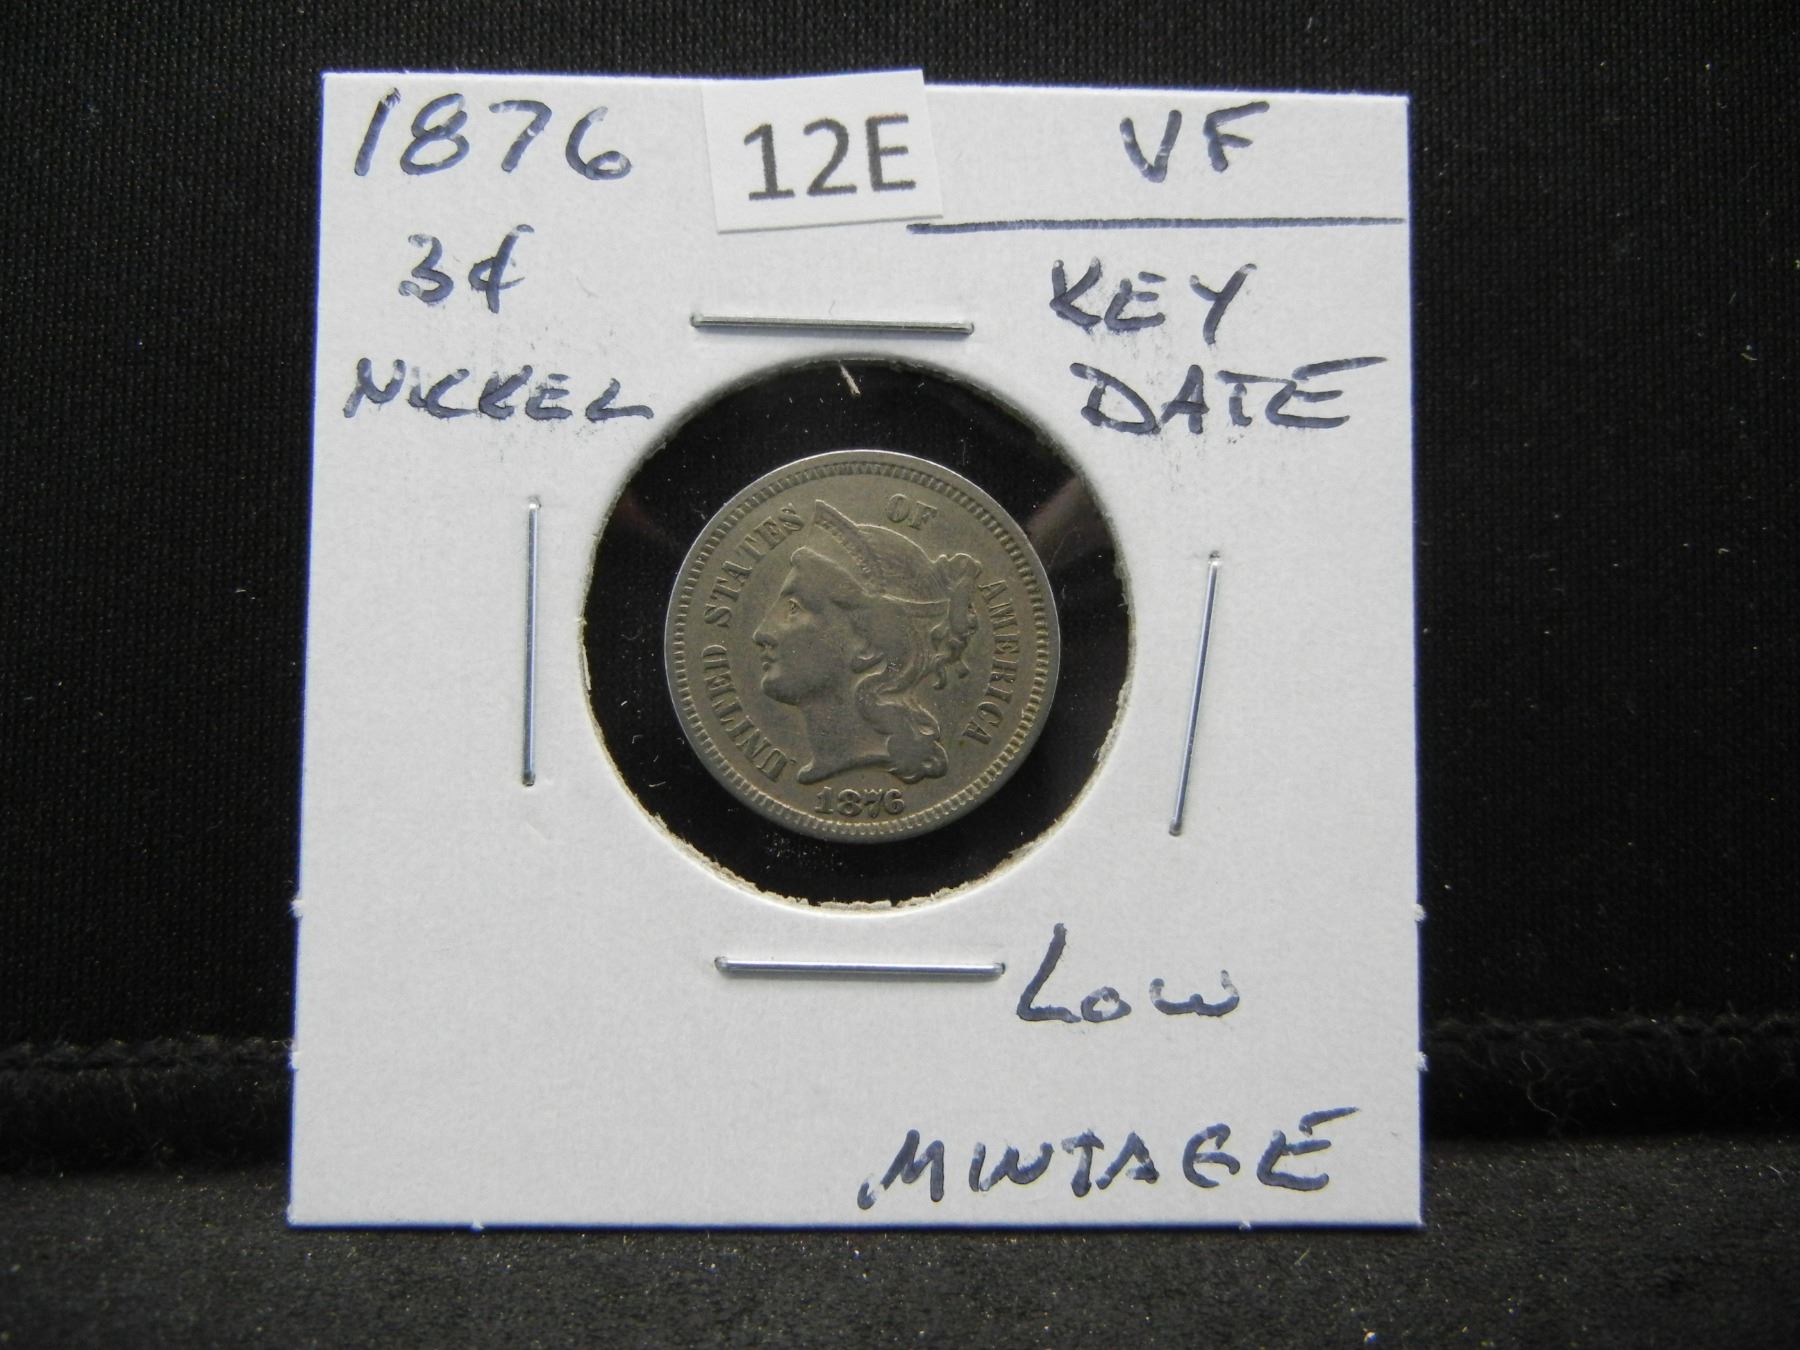 1876
3¢
NICKEL
12E
VF
KEY
DATE
UNITED STATES OF AMERICA
1876
LOW
MINTAGE